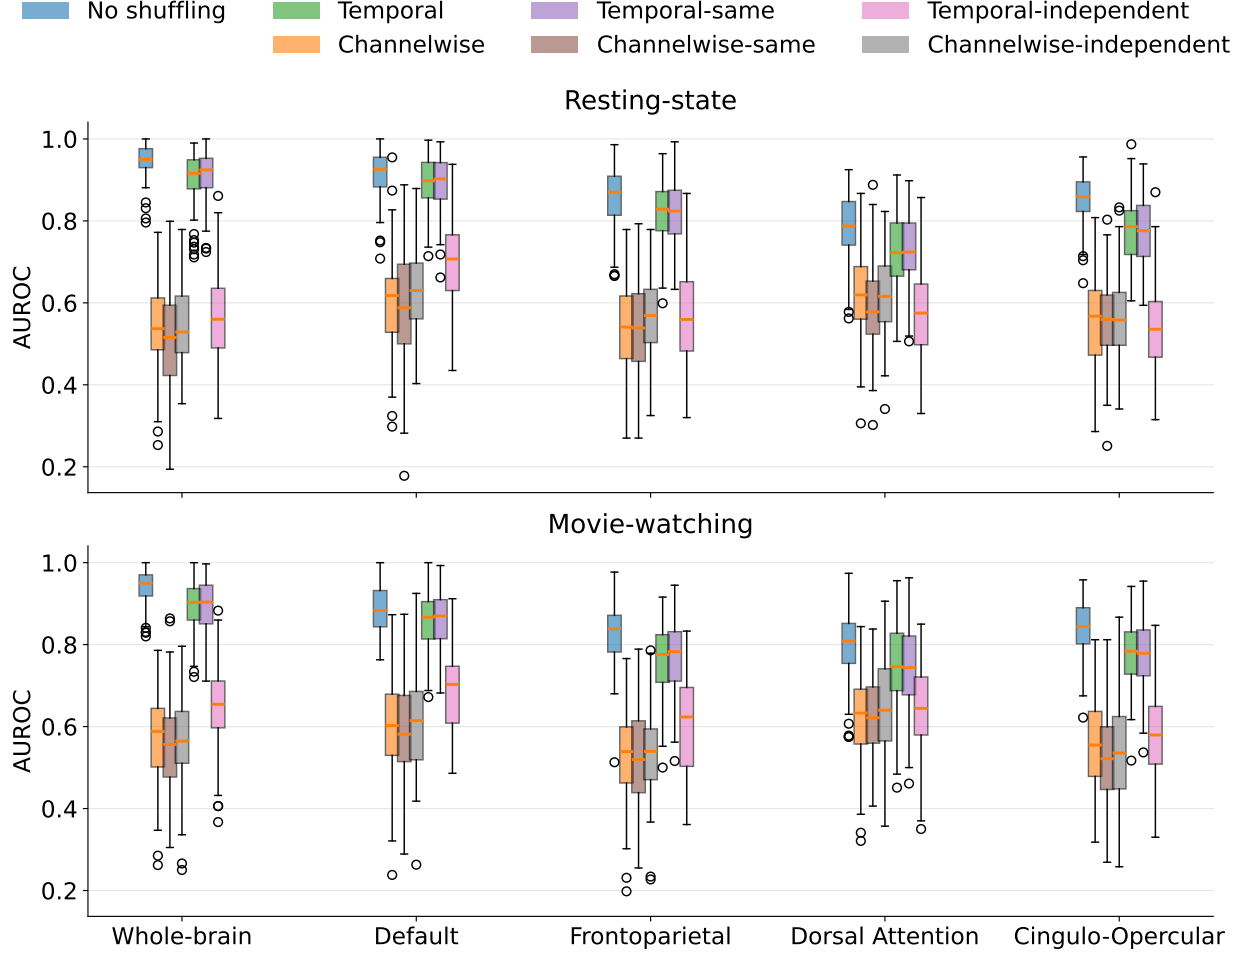 No shuffling Temporal Temporal-same Temporal-independent
Channelwise Channelwise-same Channelwise-independent
Resting-state
1.0
0.8
0.6
0.4
0.2
AUROC
Movie-watching
1.0
0.8
0.6
0.4
0.2
AUROC
Whole-brain Default Frontoparietal Dorsal Attention Cingulo-Opercular